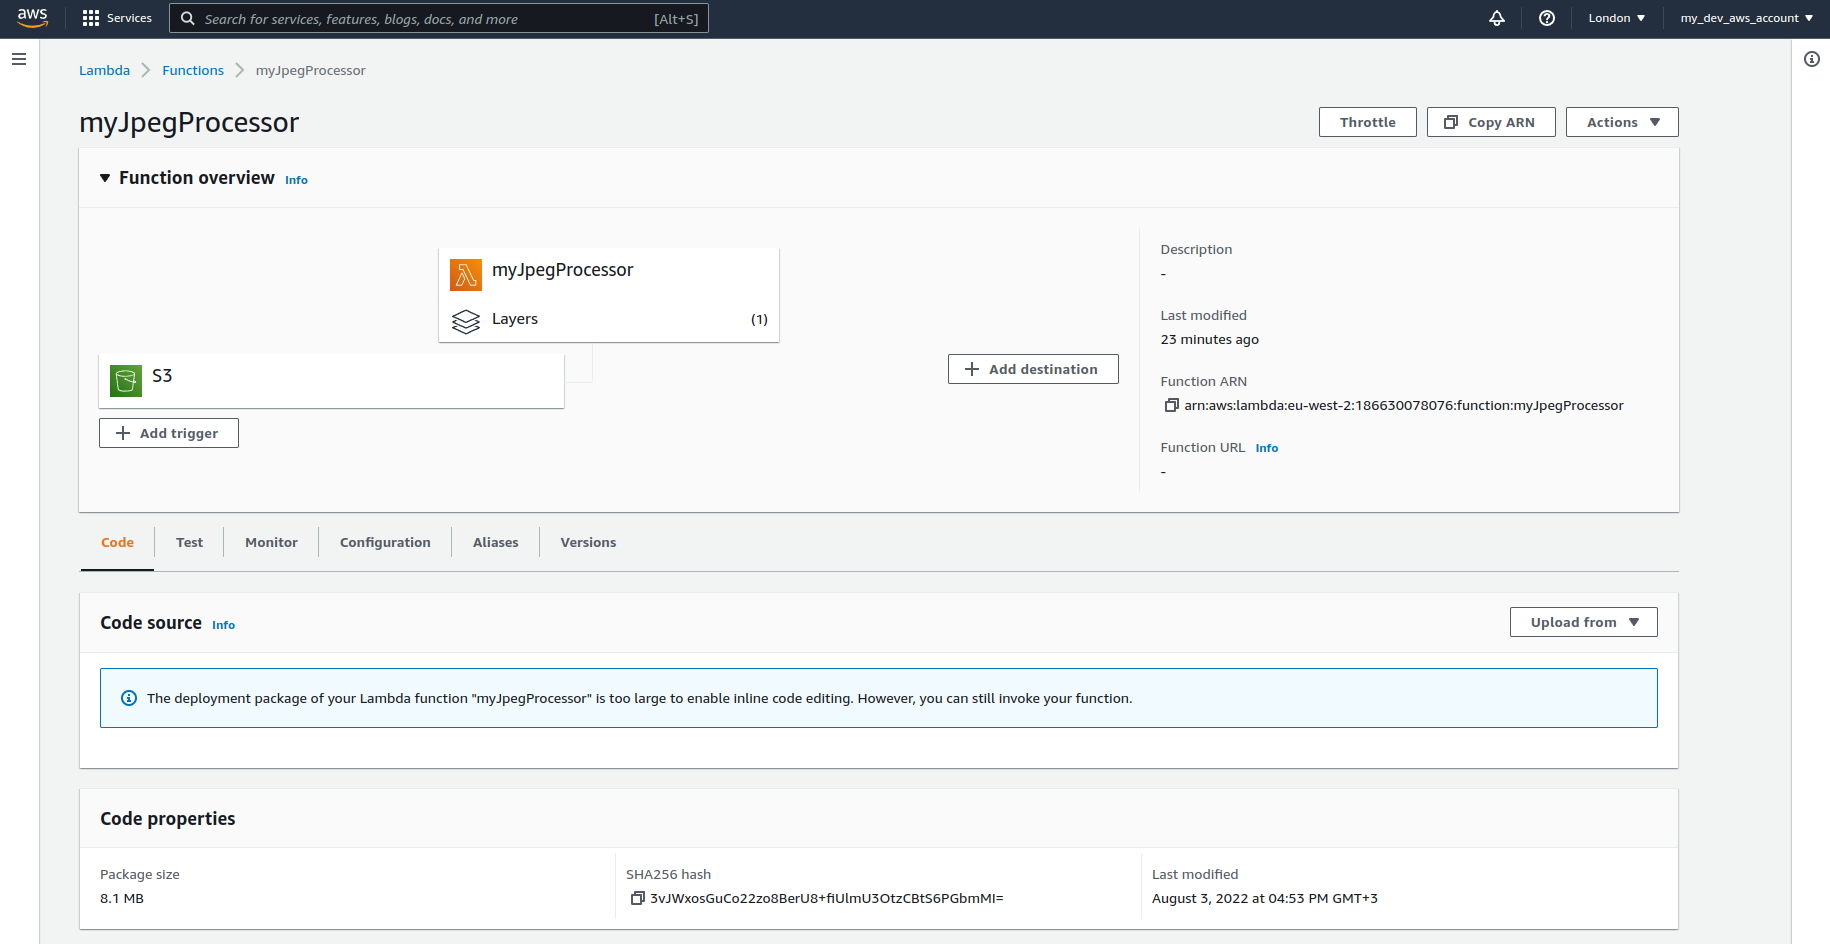 aws
Services
Search for services, features, blogs, docs, and more [Alt+S]
London
my_dev_aws_account
Lambda Functions myJpegProcessor
myJpegProcessor
Throttle Copy ARN Actions
Function overview Info
myJpegProcessor
Layers (1)
S3
Add trigger
Add destination
Description
-
Last modified
23 minutes ago
Function ARN
arn:aws:lambda:eu-west-2:186630078076:function:myJpegProcessor
Function URL Info
-
Code Test Monitor Configuration Aliases Versions
Code source Info
Upload from
The deployment package of your Lambda function "myJpegProcessor" is too large to enable inline code editing. However, you can still invoke your function.
Code properties
Package size
8.1 MB
SHA256 hash
3vJWxosGuCo22zo8BerU8+fiUlmU3OtzCBtS6PGbmMI=
Last modified
August 3, 2022 at 04:53 PM GMT+3